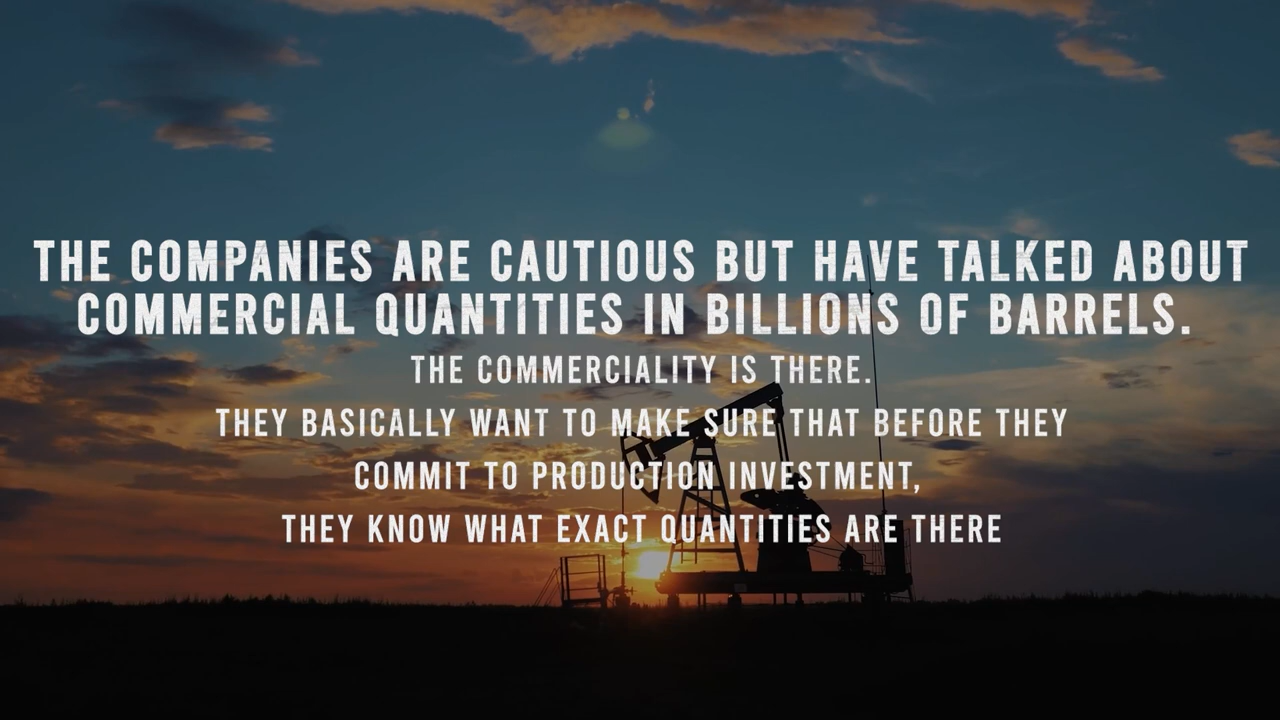 THE COMPANIES ARE CAUTIOUS BUT HAVE TALKED ABOUT
COMMERCIAL QUANTITIES IN BILLIONS OF BARRELS.
THE COMMERCIALITY IS THERE.
THEY BASICALLY WANT TO MAKE SURE THAT BEFORE THEY
COMMIT TO PRODUCTION INVESTMENT,
THEY KNOW WHAT EXACT QUANTITIES ARE THERE